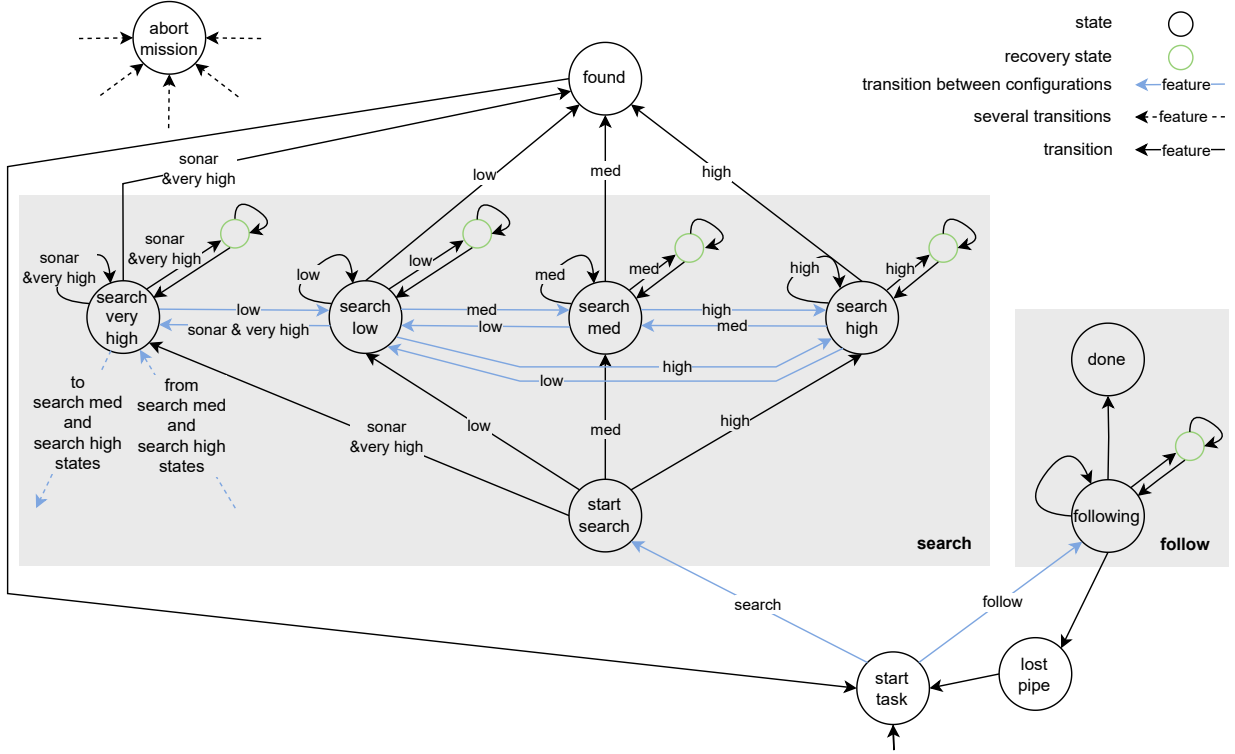 abort
mission
state
recovery state
transition between configurations
feature
several transitions
feature
transition
feature
found
sonar
&very high
low
med
high
sonar
&very high
sonar
&very high
low
low
med
med
high
high
search
very
high
search
low
search
med
search
high
low
sonar & very high
med
low
high
med
high
low
to
search med
and
search high
states
from
search med
and
search high
states
sonar
&very high
low
med
high
start
search
search
done
following
follow
search
follow
start
task
lost
pipe